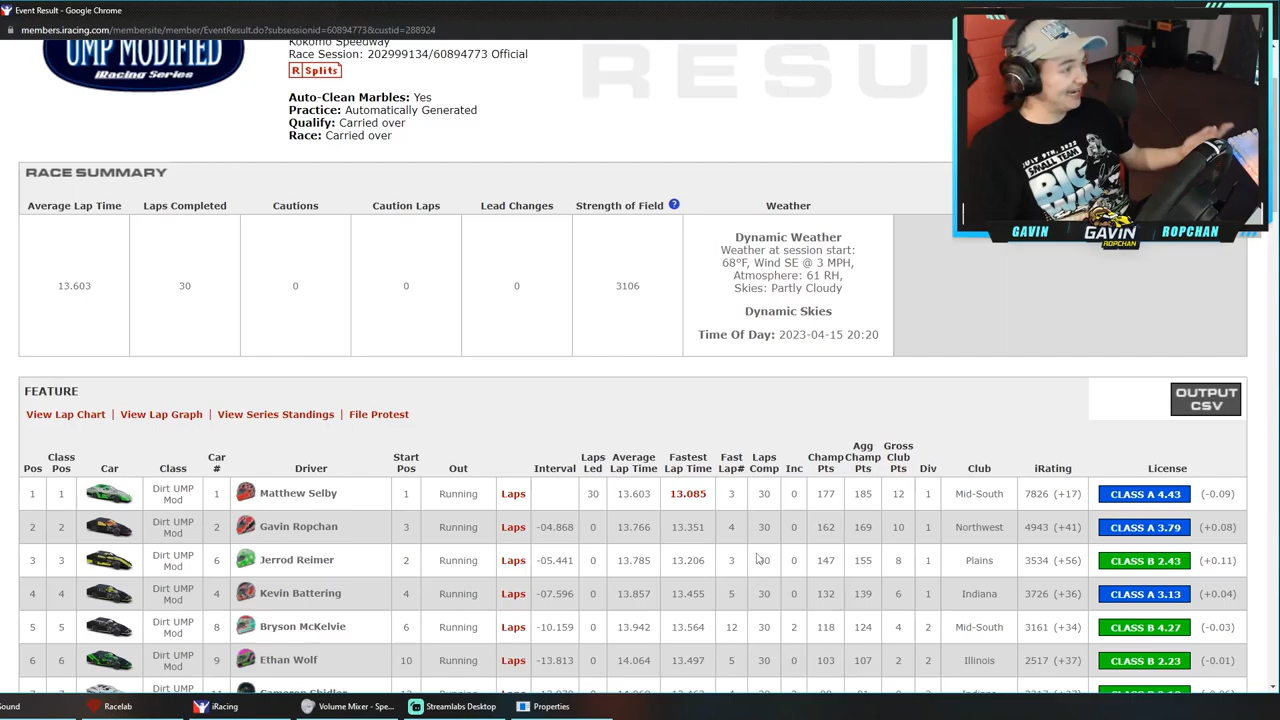 Event Result - Google Chrome
members.iracing.com/membersite/member/EventResult.do?subsessionid=60894773&custid=288924
UMP MODIFIED
iRacing Series
Kokomo Speedway
Race Session: 202999134/60894773 Official
R Splits
RESU
Auto-Clean Marbles: Yes
Practice: Automatically Generated
Qualify: Carried over
Race: Carried over
JULY 9TH, 2022
SMALL TEAM
BIG
WIN
GAVIN GAVIN ROPCHAN ROPCHAN
RACE SUMMARY
Average Lap Time Laps Completed Cautions Caution Laps Lead Changes Strength of Field ? Weather
Dynamic Weather
Weather at session start:
68°F, Wind SE @ 3 MPH,
Atmosphere: 61 RH,
Skies: Partly Cloudy
Dynamic Skies
Time Of Day: 2023-04-15 20:20
13.603 30 0 0 0 3106
FEATURE
OUTPUT CSV
View Lap Chart | View Lap Graph | View Series Standings | File Protest
Pos Class Pos Car Class Car # Driver Start Pos Out Interval Laps Led Average Lap Time Fastest Lap Time Fast Lap# Laps Comp Inc Champ Pts Agg Champ Pts Gross Club Pts Div Club iRating License
1 1 Dirt UMP Mod 1 Matthew Selby 1 Running Laps 30 13.603 13.085 3 30 0 177 185 12 1 Mid-South 7826 (+17) CLASS A 4.43 (-0.09)
2 2 Dirt UMP Mod 2 Gavin Ropchan 3 Running Laps -04.868 0 13.766 13.351 4 30 0 162 169 10 1 Northwest 4943 (+41) CLASS A 3.79 (+0.08)
3 3 Dirt UMP Mod 6 Jerrod Reimer 2 Running Laps -05.441 0 13.785 13.206 3 30 0 147 155 8 1 Plains 3534 (+56) CLASS B 2.43 (+0.11)
4 4 Dirt UMP Mod 4 Kevin Battering 4 Running Laps -07.596 0 13.857 13.455 5 30 0 132 139 6 1 Indiana 3726 (+36) CLASS A 3.13 (+0.04)
5 5 Dirt UMP Mod 8 Bryson McKelvie 6 Running Laps -10.159 0 13.942 13.564 12 30 2 118 124 4 2 Mid-South 3161 (+34) CLASS B 4.27 (-0.03)
6 6 Dirt UMP Mod 9 Ethan Wolf 10 Running Laps -13.813 0 14.064 13.497 5 30 0 103 107 2 2 Illinois 2517 (+37) CLASS B 2.23 (-0.01)
Dirt UMP
Sound Racelab iRacing Volume Mixer - Spe... Streamlabs Desktop Properties